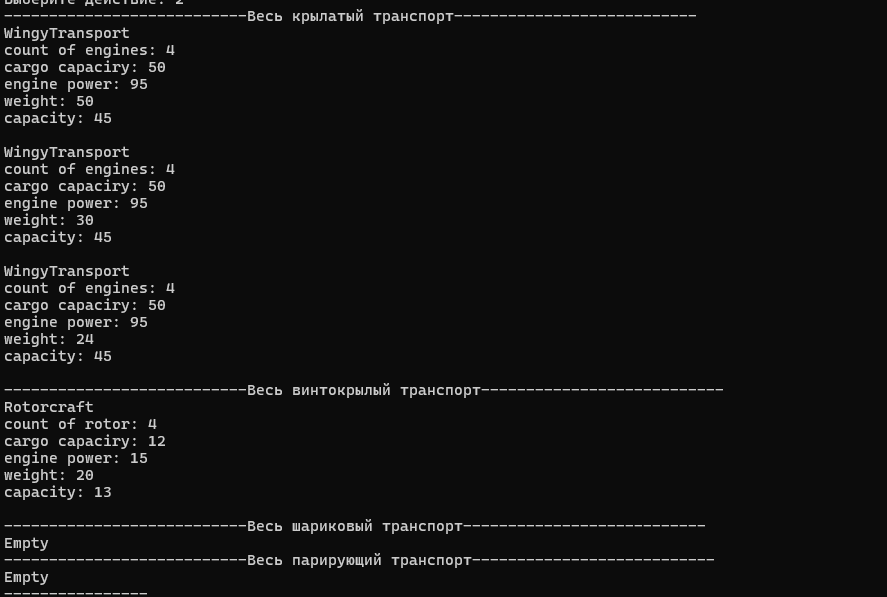 Выберите действие: 2
---------------------------Весь крылатый транспорт---------------------------
WingyTransport
count of engines: 4
cargo capaciry: 50
engine power: 95
weight: 50
capacity: 45
WingyTransport
count of engines: 4
cargo capaciry: 50
engine power: 95
weight: 30
capacity: 45
WingyTransport
count of engines: 4
cargo capaciry: 50
engine power: 95
weight: 24
capacity: 45
---------------------------Весь винтокрылый транспорт---------------------------
Rotorcraft
count of rotor: 4
cargo capaciry: 12
engine power: 15
weight: 20
capacity: 13
---------------------------Весь шариковый транспорт---------------------------
Empty
---------------------------Весь парирующий транспорт---------------------------
Empty
----------------